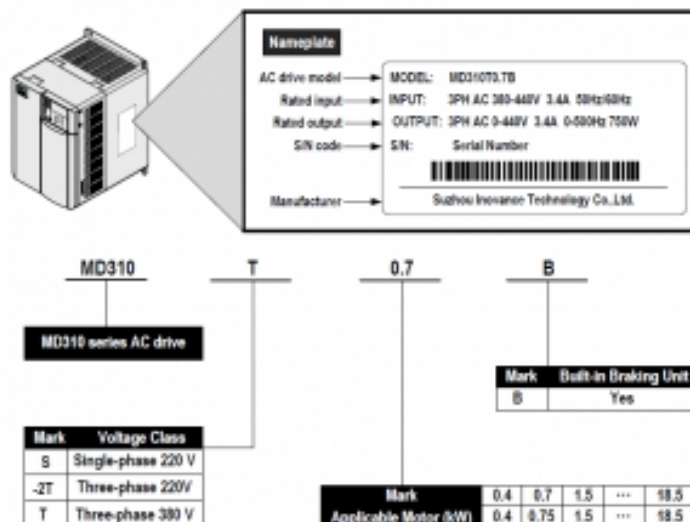 Nameplate
AC drive model MODEL: MD310T0.7B
Rated input INPUT: 3PH AC 380-440V 3.4A 50Hz/60Hz
Rated output OUTPUT: 3PH AC 0-440V 3.4A 0-500Hz 750W
S/N code S/N: Serial Number
Manufacturer Suzhou Inovance Technology Co.,Ltd.
MD310 T 0.7 B
MD310 series AC drive
Mark Built-in Braking Unit
B Yes
Mark Voltage Class
S Single-phase 220 V
-2T Three-phase 220V
T Three-phase 380 V
Mark 0.4 0.7 1.5 ... 18.5
Applicable Motor (kW) 0.4 0.75 1.5 ... 18.5